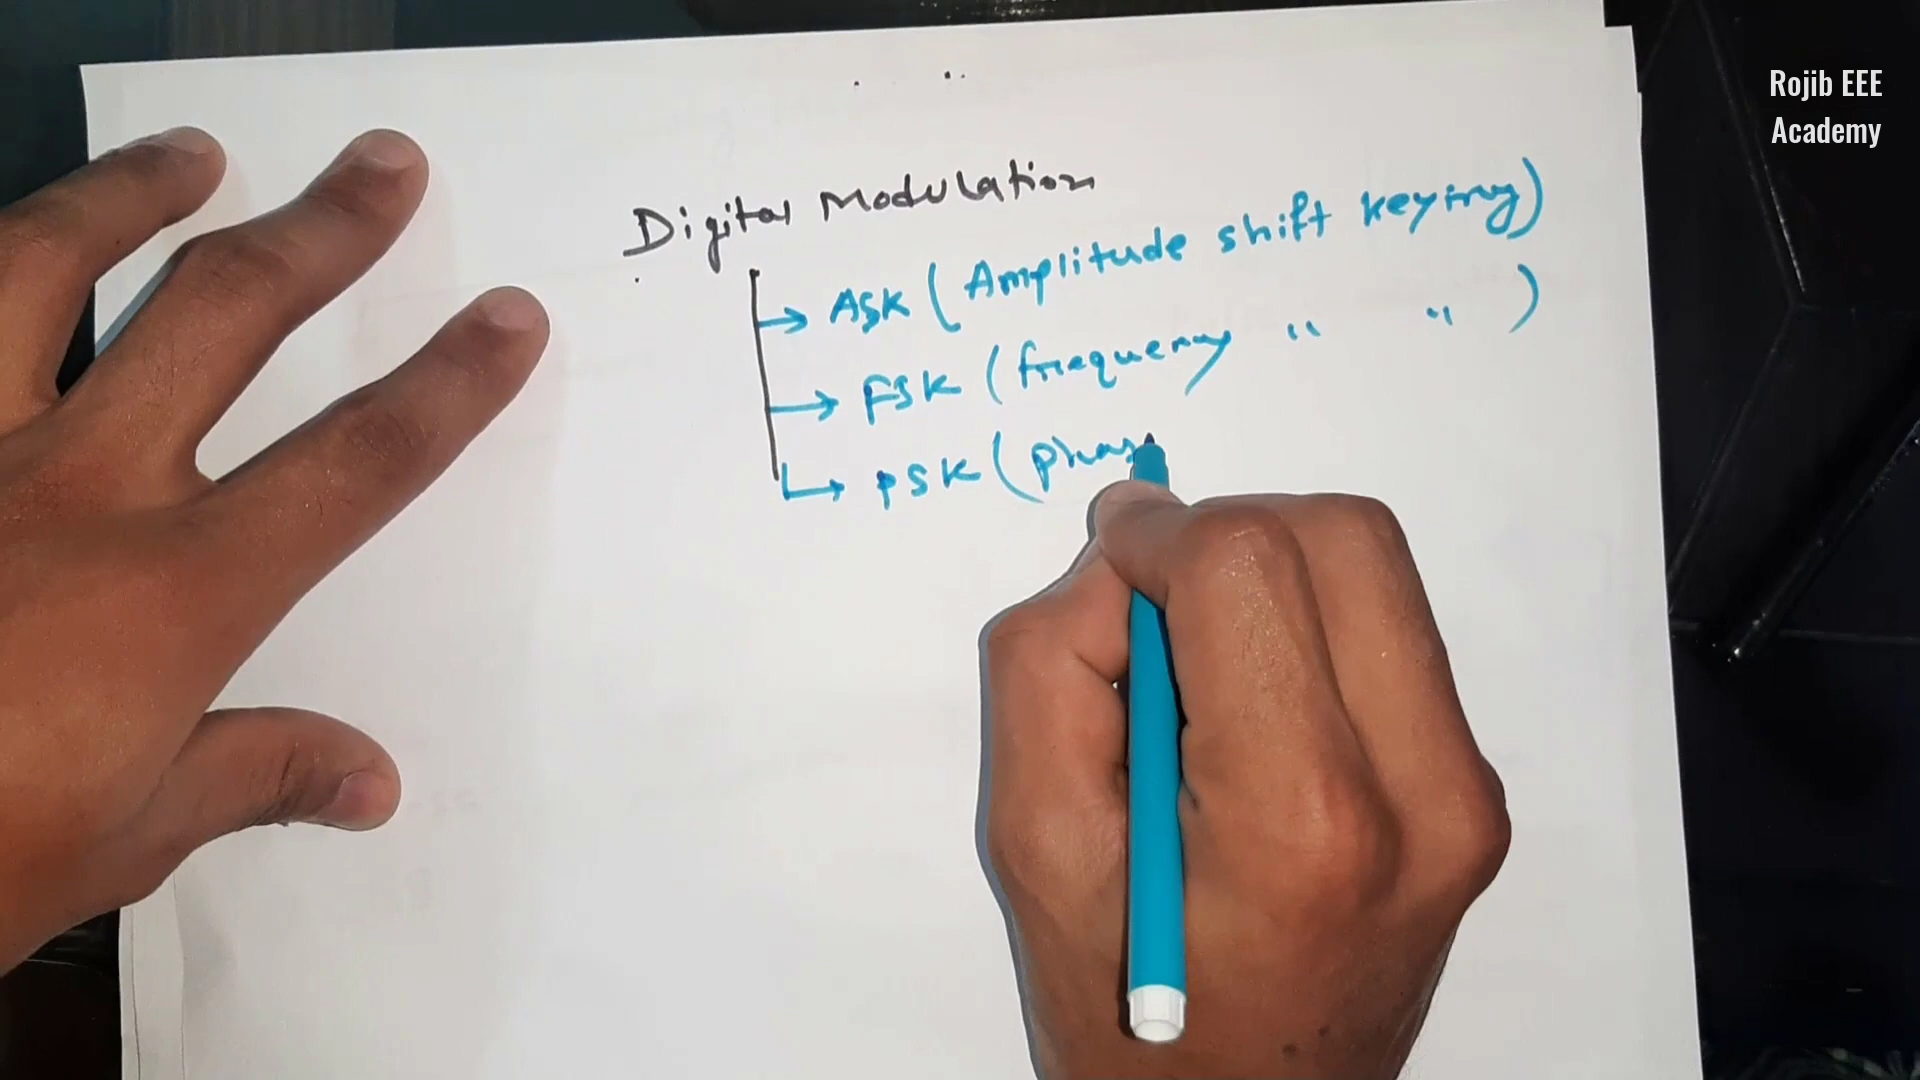 Rojib EEE
Academy
Digital Modulation
→ ASK (Amplitude shift keying)
→ FSK (frequency " " )
→ PSK (phas